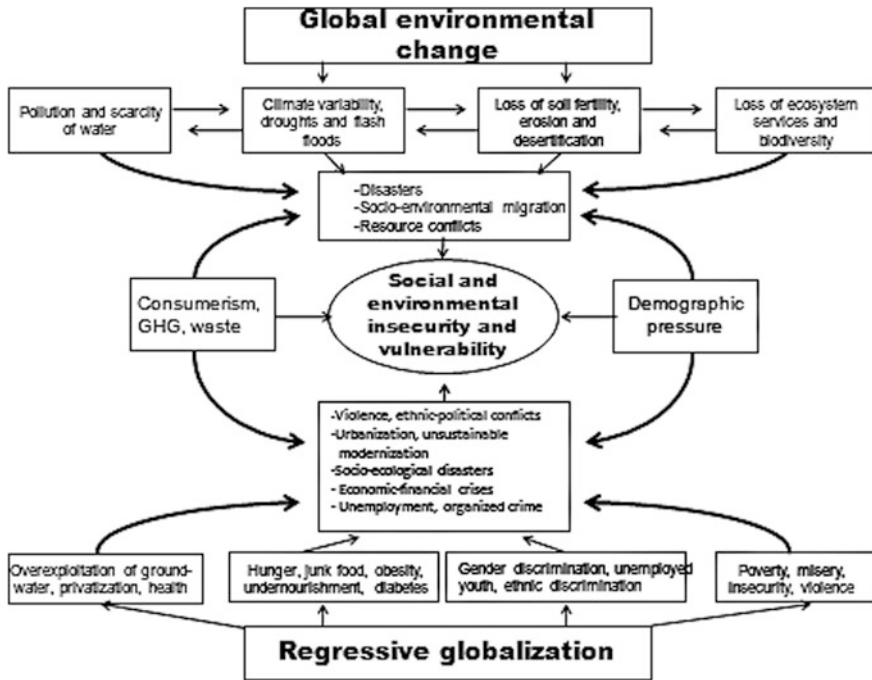 Global environmental
change
Pollution and scarcity
of water
Climate variability,
droughts and flash
floods
Loss of soil fertility,
erosion and
desertification
Loss of ecosystem
services and
biodiversity
-Disasters
-Socio-environmental migration
-Resource conflicts
Consumerism,
GHG, waste
Social and
environmental
insecurity and
vulnerability
Demographic
pressure
-Violence, ethnic-political conflicts
-Urbanization, unsustainable
modernization
-Socio-ecological disasters
- Economic-financial crises
- Unemployment, organized crime
Overexploitation of ground-
water, privatization, health
Hunger, junk food, obesity,
undernourishment, diabetes
Gender discrimination, unemployed
youth, ethnic discrimination
Poverty, misery,
insecurity, violence
Regressive globalization